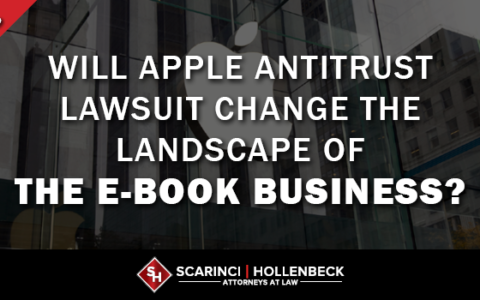 WILL APPLE ANTITRUST
LAWSUIT CHANGE THE
LANDSCAPE OF
THE E-BOOK BUSINESS?
SH
SCARINCI | HOLLENBECK
ATTORNEYS AT LAW